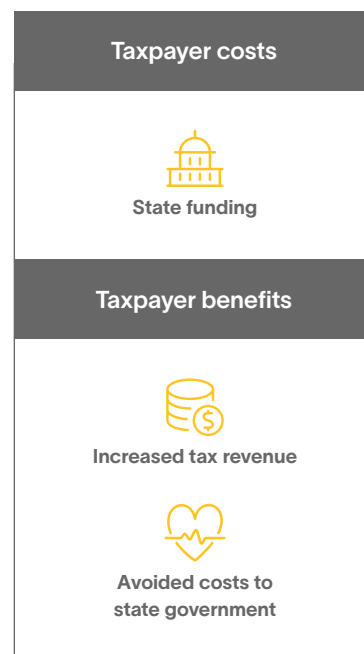 Taxpayer costs
State funding
Taxpayer benefits
$
Increased tax revenue
Avoided costs to
state government